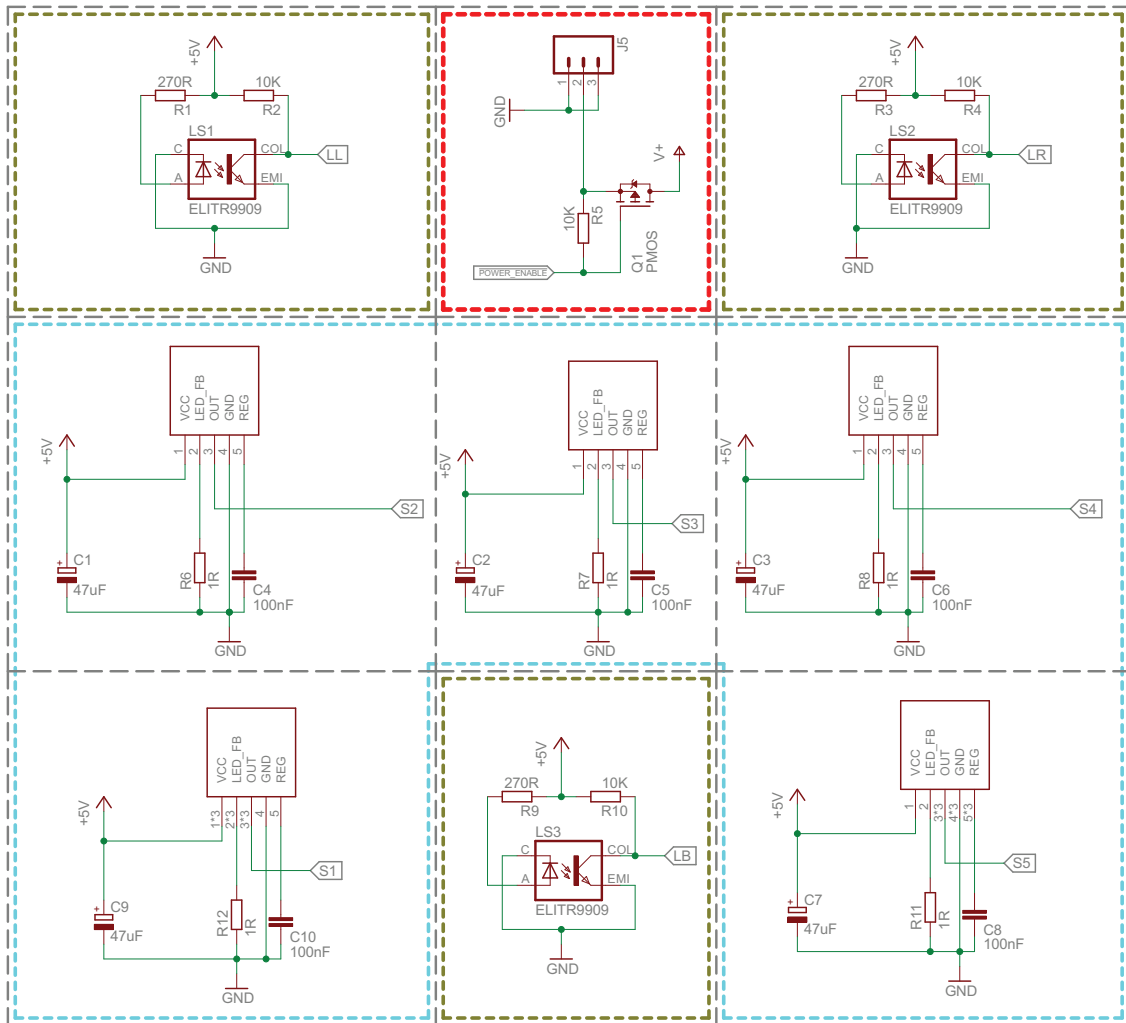 +5V
270R
R1
10K
R2
LS1
C
COL
A
EMI
ELITR9909
LL
GND
J5
1
2
3
GND
V+
10K
R5
Q1
PMOS
POWER_ENABLE
+5V
270R
R3
10K
R4
LS2
C
COL
A
EMI
ELITR9909
LR
GND
VCC
LED_FB
OUT
GND
REG
1
2
3
4
5
+5V
S2
C1
+
47uF
R6
1R
C4
100nF
GND
VCC
LED_FB
OUT
GND
REG
1
2
3
4
5
+5V
S3
C2
+
47uF
R7
1R
C5
100nF
GND
VCC
LED_FB
OUT
GND
REG
1
2
3
4
5
+5V
S4
C3
+
47uF
R8
1R
C6
100nF
GND
VCC
LED_FB
OUT
GND
REG
1*3
2*3
3*3
4
5
+5V
S1
C9
+
47uF
R12
1R
C10
100nF
GND
+5V
270R
R9
10K
R10
LS3
C
COL
A
EMI
ELITR9909
LB
GND
VCC
LED_FB
OUT
GND
REG
1
2
3*3
4*3
5*3
+5V
S5
C7
+
47uF
R11
1R
C8
100nF
GND